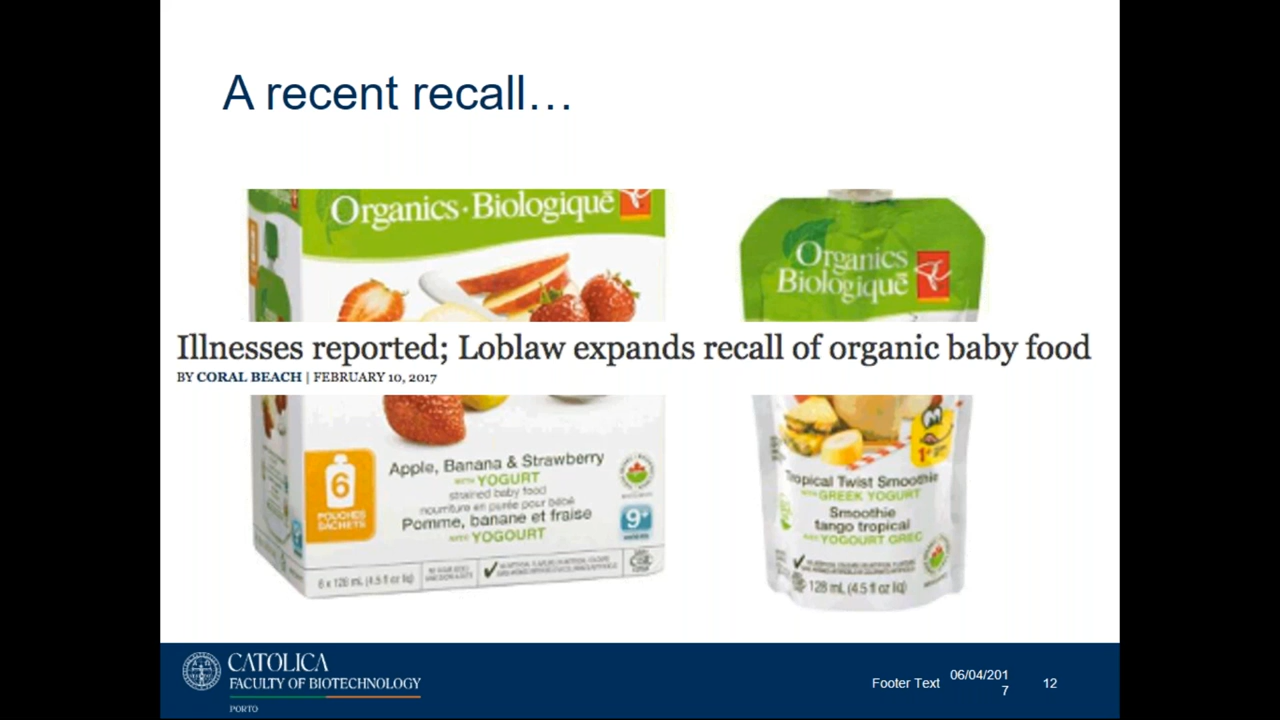 A recent recall…
Organics · Biologique
Organics
Biologique
Illnesses reported; Loblaw expands recall of organic baby food
BY CORAL BEACH | FEBRUARY 10, 2017
6
POUCHES
SACHETS
Apple, Banana & Strawberry
WITH YOGURT
strained baby food
nourriture en purée pour bébé
Pomme, banane et fraise
WITH YOGOURT
9+
6 x 128 mL (4.5 fl oz liq)
Tropical Twist Smoothie
WITH GREEK YOGURT
Smoothie
tango tropical
YOGOURT GREC
128 mL (4.5 fl oz liq)
CATOLICA
FACULTY OF BIOTECHNOLOGY
PORTO
Footer Text
06/04/201
7
12